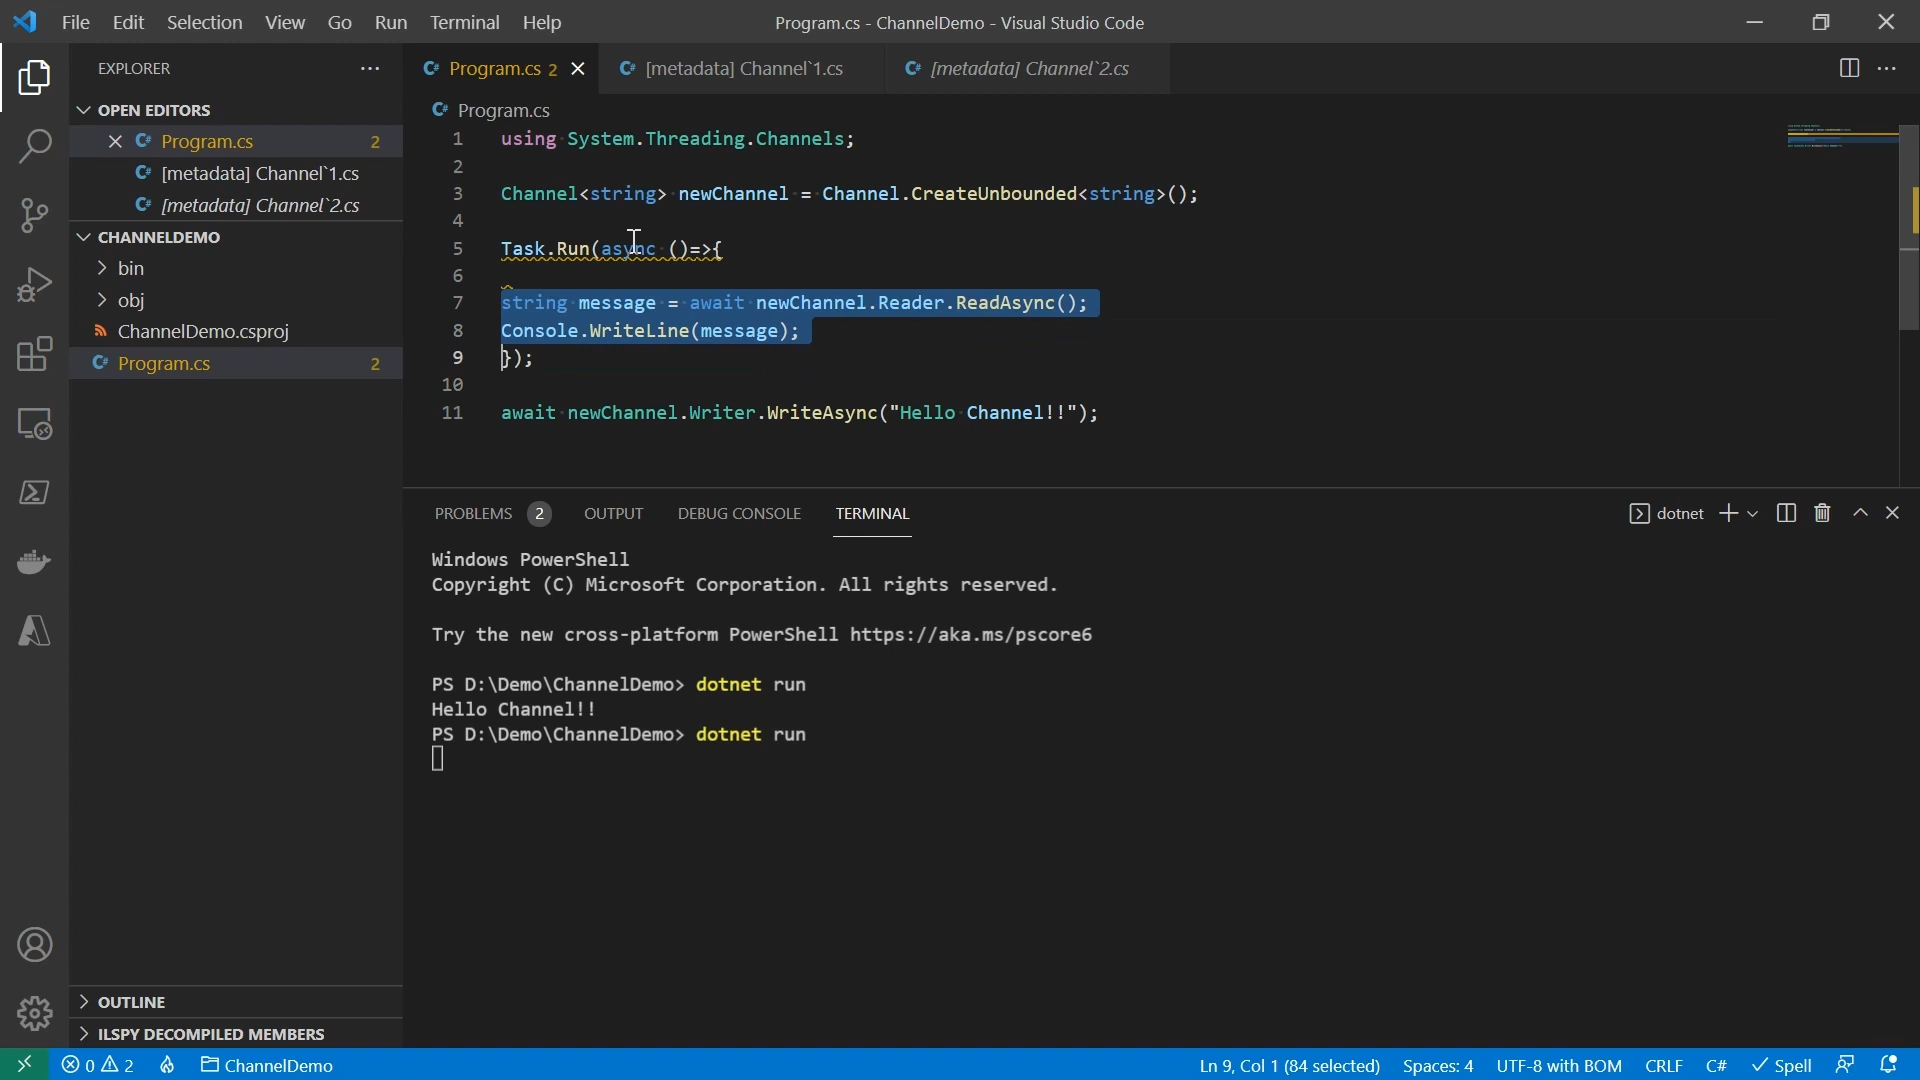 File Edit Selection View Go Run Terminal Help
Program.cs - ChannelDemo - Visual Studio Code
EXPLORER
OPEN EDITORS
Program.cs 2
[metadata] Channel`1.cs
[metadata] Channel`2.cs
CHANNELDEMO
bin
obj
ChannelDemo.csproj
Program.cs 2
OUTLINE
ILSPY DECOMPILED MEMBERS
Program.cs 2
[metadata] Channel`1.cs
[metadata] Channel`2.cs
Program.cs
1 using System.Threading.Channels;
2
3 Channel<string> newChannel = Channel.CreateUnbounded<string>();
4
5 Task.Run(async ()=>{
6
7 string message = await newChannel.Reader.ReadAsync();
8 Console.WriteLine(message);
9 });
10
11 await newChannel.Writer.WriteAsync("Hello Channel!!");
PROBLEMS 2 OUTPUT DEBUG CONSOLE TERMINAL
dotnet
Windows PowerShell
Copyright (C) Microsoft Corporation. All rights reserved.
Try the new cross-platform PowerShell https://aka.ms/pscore6
PS D:\Demo\ChannelDemo> dotnet run
Hello Channel!!
PS D:\Demo\ChannelDemo> dotnet run
0 2 ChannelDemo
Ln 9, Col 1 (84 selected) Spaces: 4 UTF-8 with BOM CRLF C# Spell